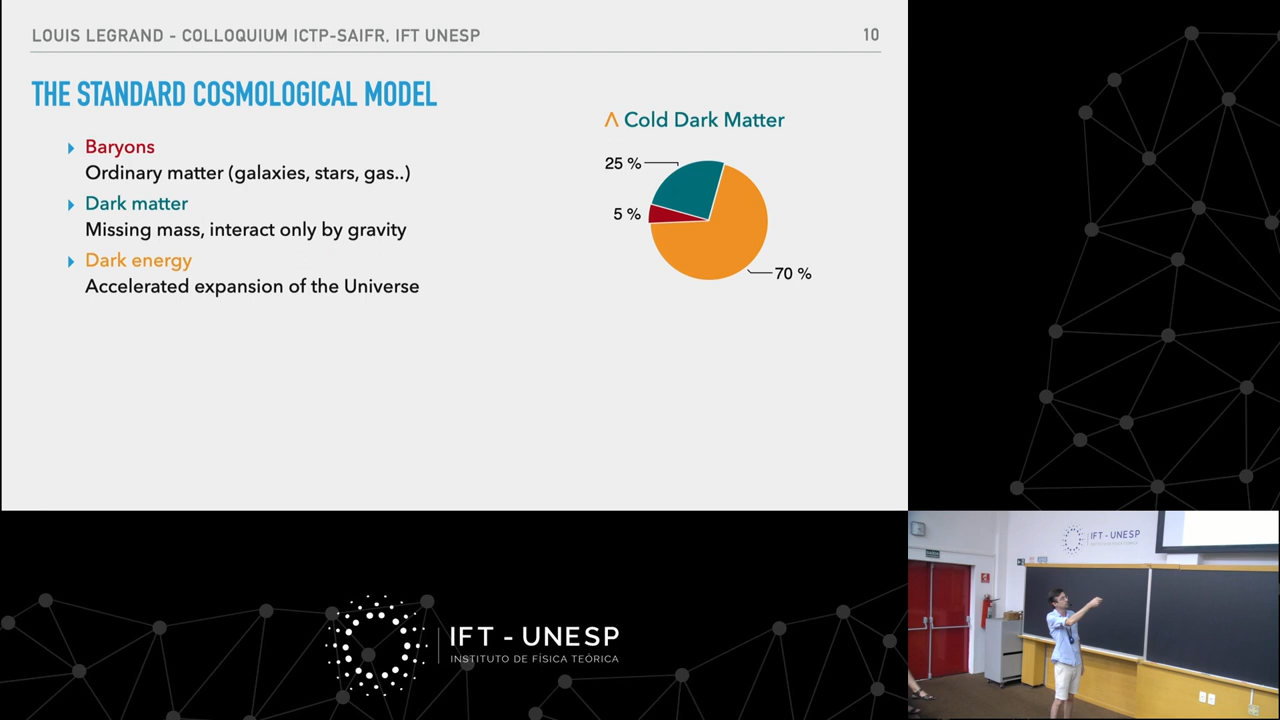 LOUIS LEGRAND - COLLOQUIUM ICTP-SAIFR, IFT UNESP
10
THE STANDARD COSMOLOGICAL MODEL
Λ Cold Dark Matter
Baryons
Ordinary matter (galaxies, stars, gas..)
Dark matter
Missing mass, interact only by gravity
Dark energy
Accelerated expansion of the Universe
25 %
5 %
70 %
IFT - UNESP
INSTITUTO DE FÍSICA TEÓRICA
IFT - UNESP